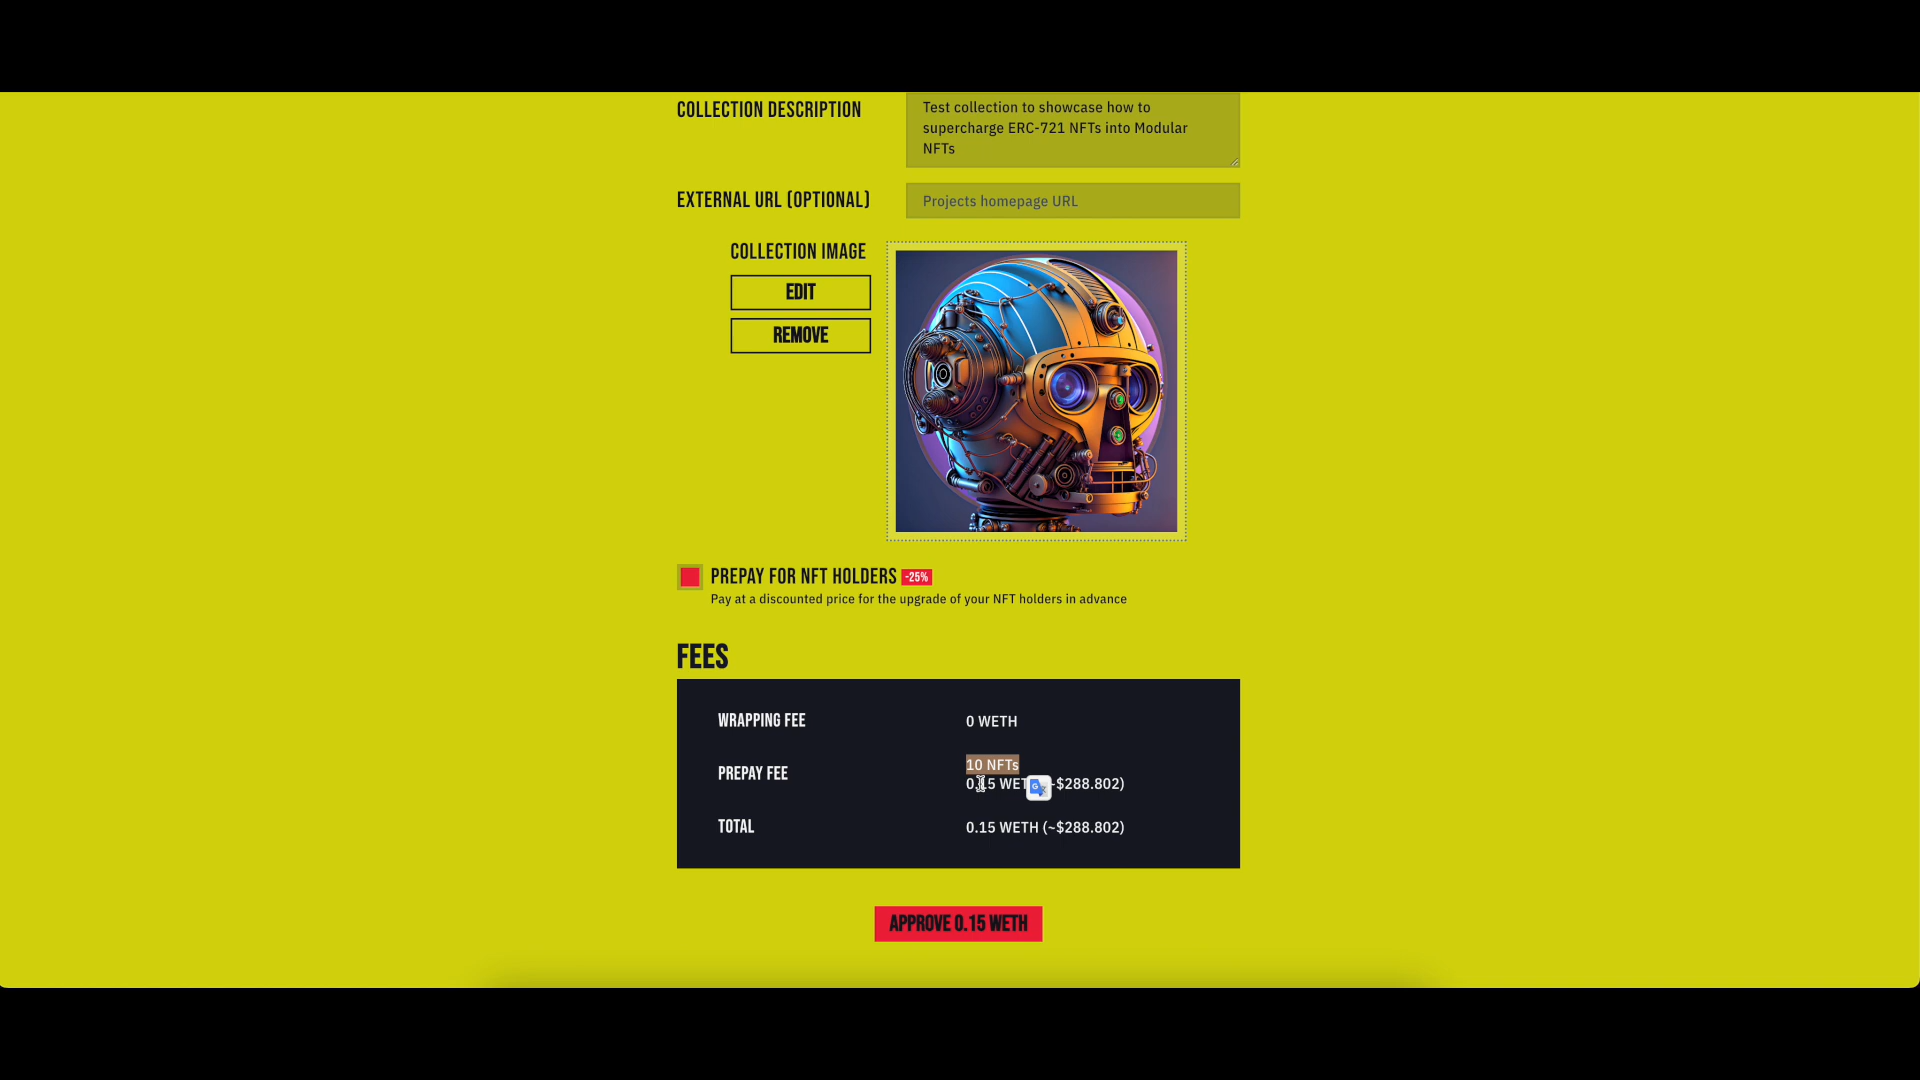 COLLECTION DESCRIPTION
Test collection to showcase how to
supercharge ERC-721 NFTs into Modular
NFTs
EXTERNAL URL (OPTIONAL)
Projects homepage URL
COLLECTION IMAGE
EDIT
REMOVE
PREPAY FOR NFT HOLDERS -25%
Pay at a discounted price for the upgrade of your NFT holders in advance
FEES
WRAPPING FEE 0 WETH
PREPAY FEE 10 NFTs
$288.802)
TOTAL 0.15 WETH (~$288.802)
APPROVE 0.15 WETH